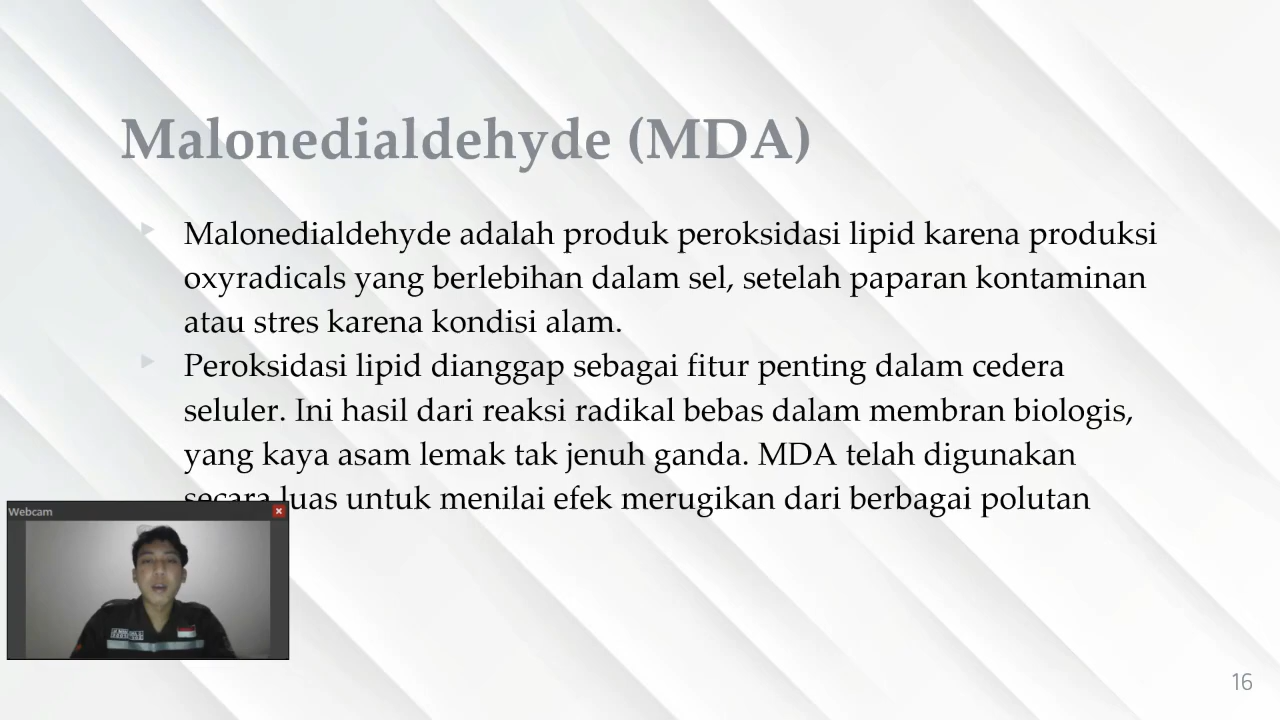 Malonedialdehyde (MDA)
Malonedialdehyde adalah produk peroksidasi lipid karena produksi
oxyradicals yang berlebihan dalam sel, setelah paparan kontaminan
atau stres karena kondisi alam.
Peroksidasi lipid dianggap sebagai fitur penting dalam cedera
seluler. Ini hasil dari reaksi radikal bebas dalam membran biologis,
yang kaya asam lemak tak jenuh ganda. MDA telah digunakan
secara luas untuk menilai efek merugikan dari berbagai polutan
Webcam
16